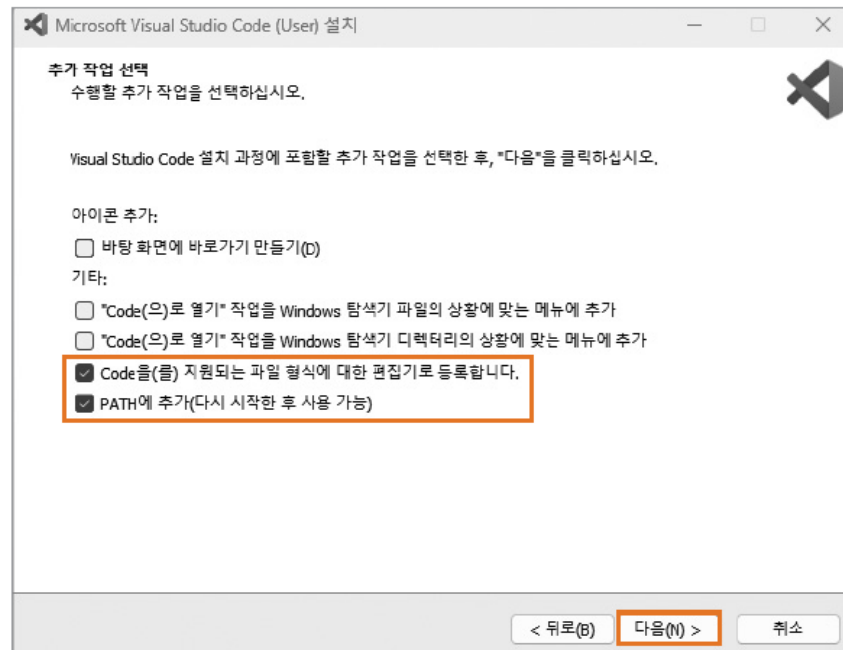 Microsoft Visual Studio Code (User) 설치
추가 작업 선택
수행할 추가 작업을 선택하십시오.
Visual Studio Code 설치 과정에 포함할 추가 작업을 선택한 후, "다음"을 클릭하십시오.
아이콘 추가:
바탕 화면에 바로가기 만들기(D)
기타:
"Code(으)로 열기" 작업을 Windows 탐색기 파일의 상황에 맞는 메뉴에 추가
"Code(으)로 열기" 작업을 Windows 탐색기 디렉터리의 상황에 맞는 메뉴에 추가
Code을(를) 지원되는 파일 형식에 대한 편집기로 등록합니다.
PATH에 추가(다시 시작한 후 사용 가능)
< 뒤로(B) 다음(N) > 취소